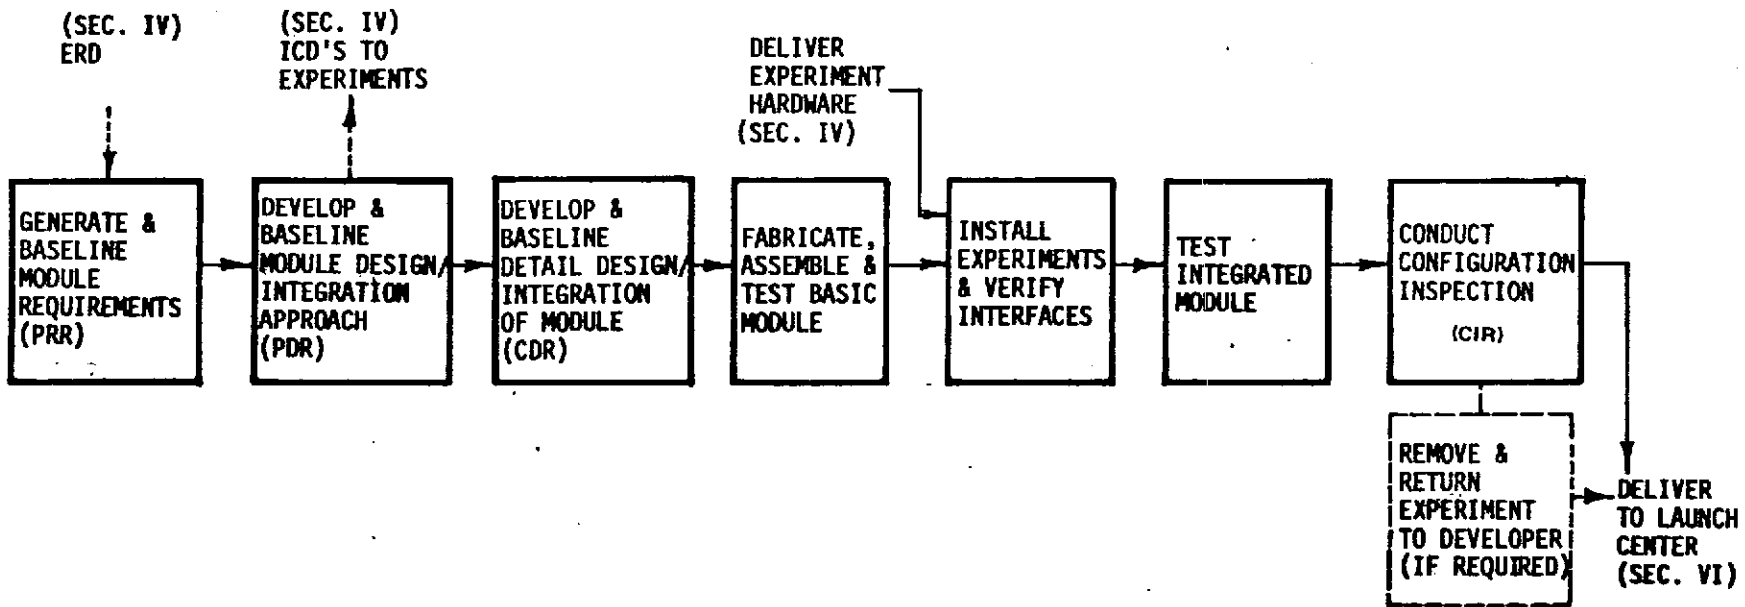 (SEC. IV)
ERD
(SEC. IV)
ICD'S TO
EXPERIMENTS
DELIVER
EXPERIMENT
HARDWARE
(SEC. IV)
GENERATE &
BASELINE
MODULE
REQUIREMENTS
(PRR)
DEVELOP &
BASELINE
MODULE DESIGN/
INTEGRATION
APPROACH
(PDR)
DEVELOP &
BASELINE
DETAIL DESIGN/
INTEGRATION
OF MODULE
(CDR)
FABRICATE,
ASSEMBLE &
TEST BASIC
MODULE
INSTALL
EXPERIMENTS
& VERIFY
INTERFACES
TEST
INTEGRATED
MODULE
CONDUCT
CONFIGURATION
INSPECTION
(CIR)
REMOVE &
RETURN
EXPERIMENT
TO DEVELOPER
(IF REQUIRED)
DELIVER
TO LAUNCH
CENTER
(SEC. VI)